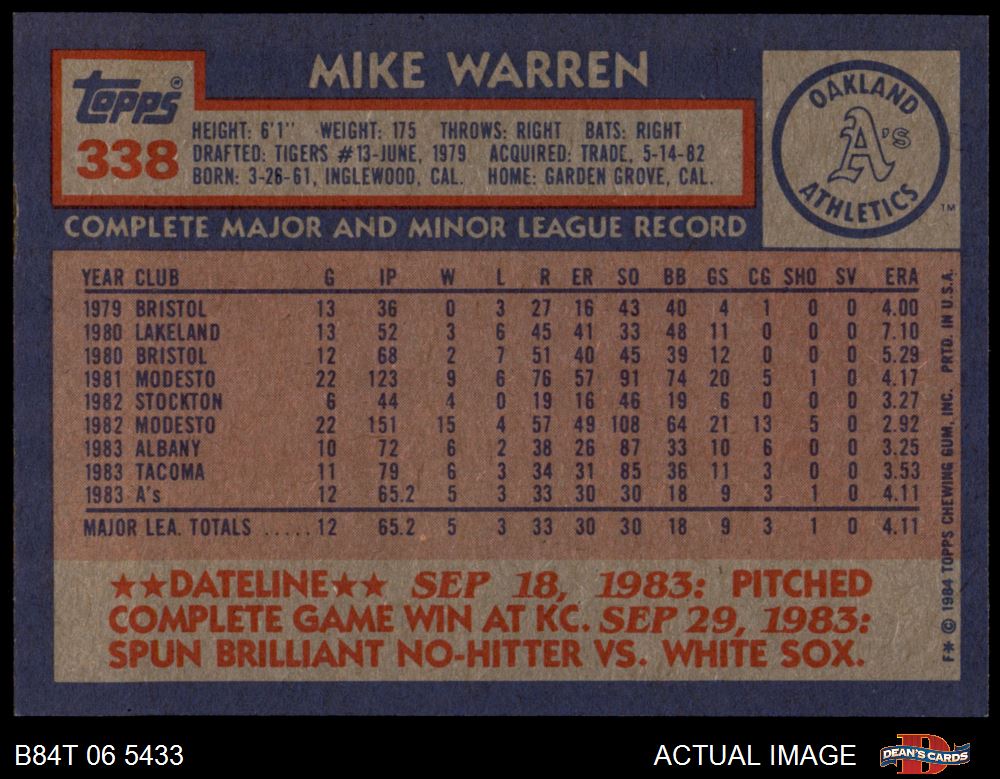 MIKE WARREN
Topps®
338
HEIGHT: 6'1" WEIGHT: 175 THROWS: RIGHT BATS: RIGHT
DRAFTED: TIGERS #13-JUNE, 1979 ACQUIRED: TRADE, 5-14-82
BORN: 3-26-61, INGLEWOOD, CAL. HOME: GARDEN GROVE, CAL.
OAKLAND
A's
ATHLETICS
TM
COMPLETE MAJOR AND MINOR LEAGUE RECORD
YEAR CLUB G IP W L R ER SO BB GS CG SHO SV ERA
1979 BRISTOL 13 36 0 3 27 16 43 40 4 1 0 0 4.00
1980 LAKELAND 13 52 3 6 45 41 33 48 11 0 0 0 7.10
1980 BRISTOL 12 68 2 7 51 40 45 39 12 0 0 0 5.29
1981 MODESTO 22 123 9 6 76 57 91 74 20 5 1 0 4.17
1982 STOCKTON 6 44 4 0 19 16 46 19 6 0 0 0 3.27
1982 MODESTO 22 151 15 4 57 49 108 64 21 13 5 0 2.92
1983 ALBANY 10 72 6 2 38 26 87 33 10 6 0 0 3.25
1983 TACOMA 11 79 6 3 34 31 85 36 11 3 0 0 3.53
1983 A's 12 65.2 5 3 33 30 30 18 9 3 1 0 4.11
MAJOR LEA. TOTALS ..... 12 65.2 5 3 33 30 30 18 9 3 1 0 4.11
★★DATELINE★★ SEP 18, 1983: PITCHED
COMPLETE GAME WIN AT KC. SEP 29, 1983:
SPUN BRILLIANT NO-HITTER VS. WHITE SOX.
F* © 1984 TOPPS CHEWING GUM, INC. PRTD. IN U.S.A.
B84T 06 5433
ACTUAL IMAGE
DEAN'S CARDS